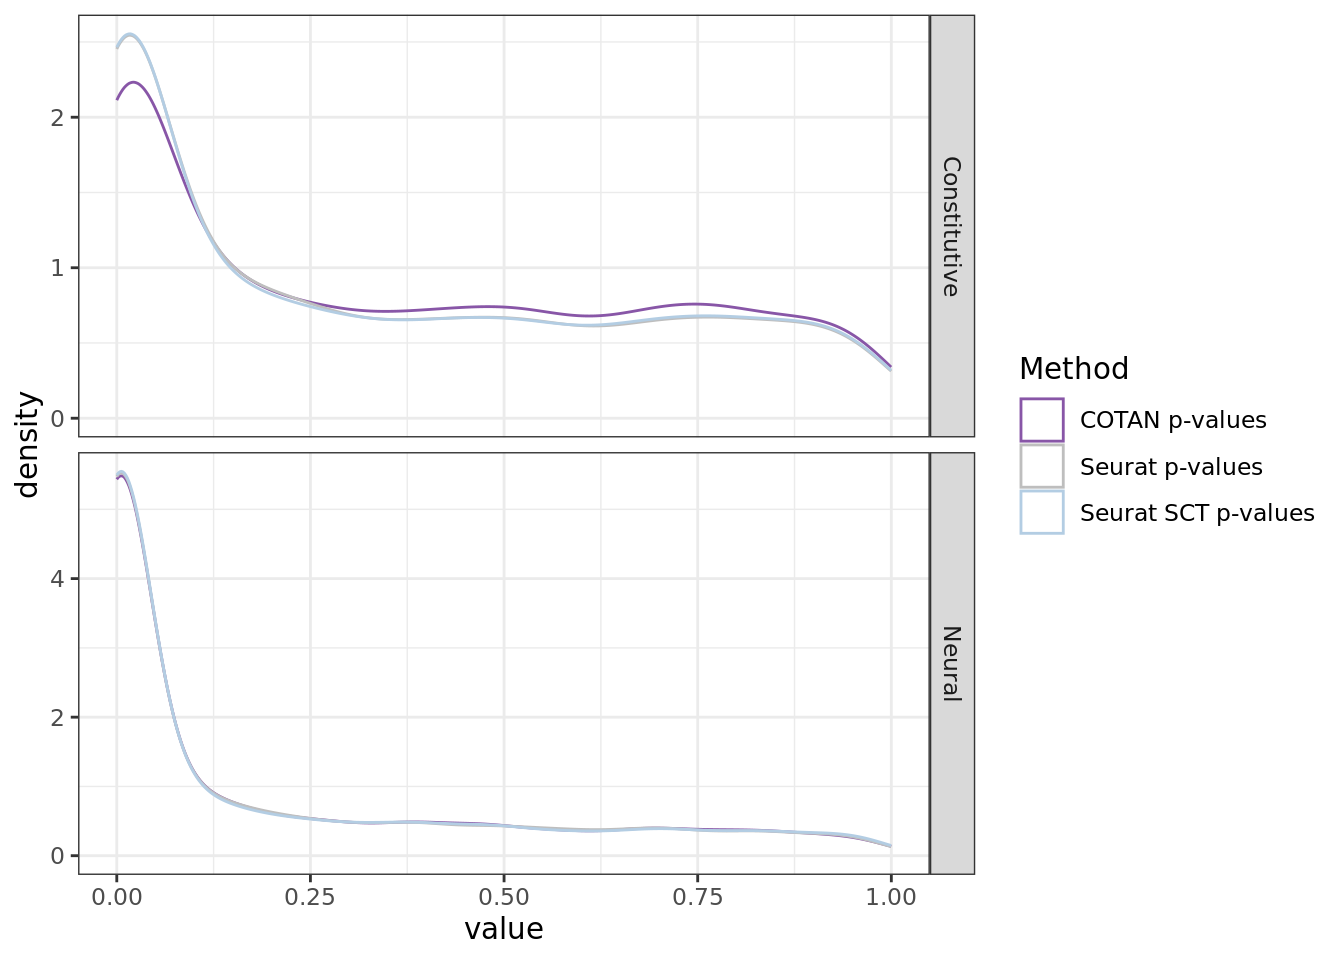 density
2
1
0
Constitutive
4
2
0
Neural
0.00 0.25 0.50 0.75 1.00
value
Method
COTAN p-values
Seurat p-values
Seurat SCT p-values